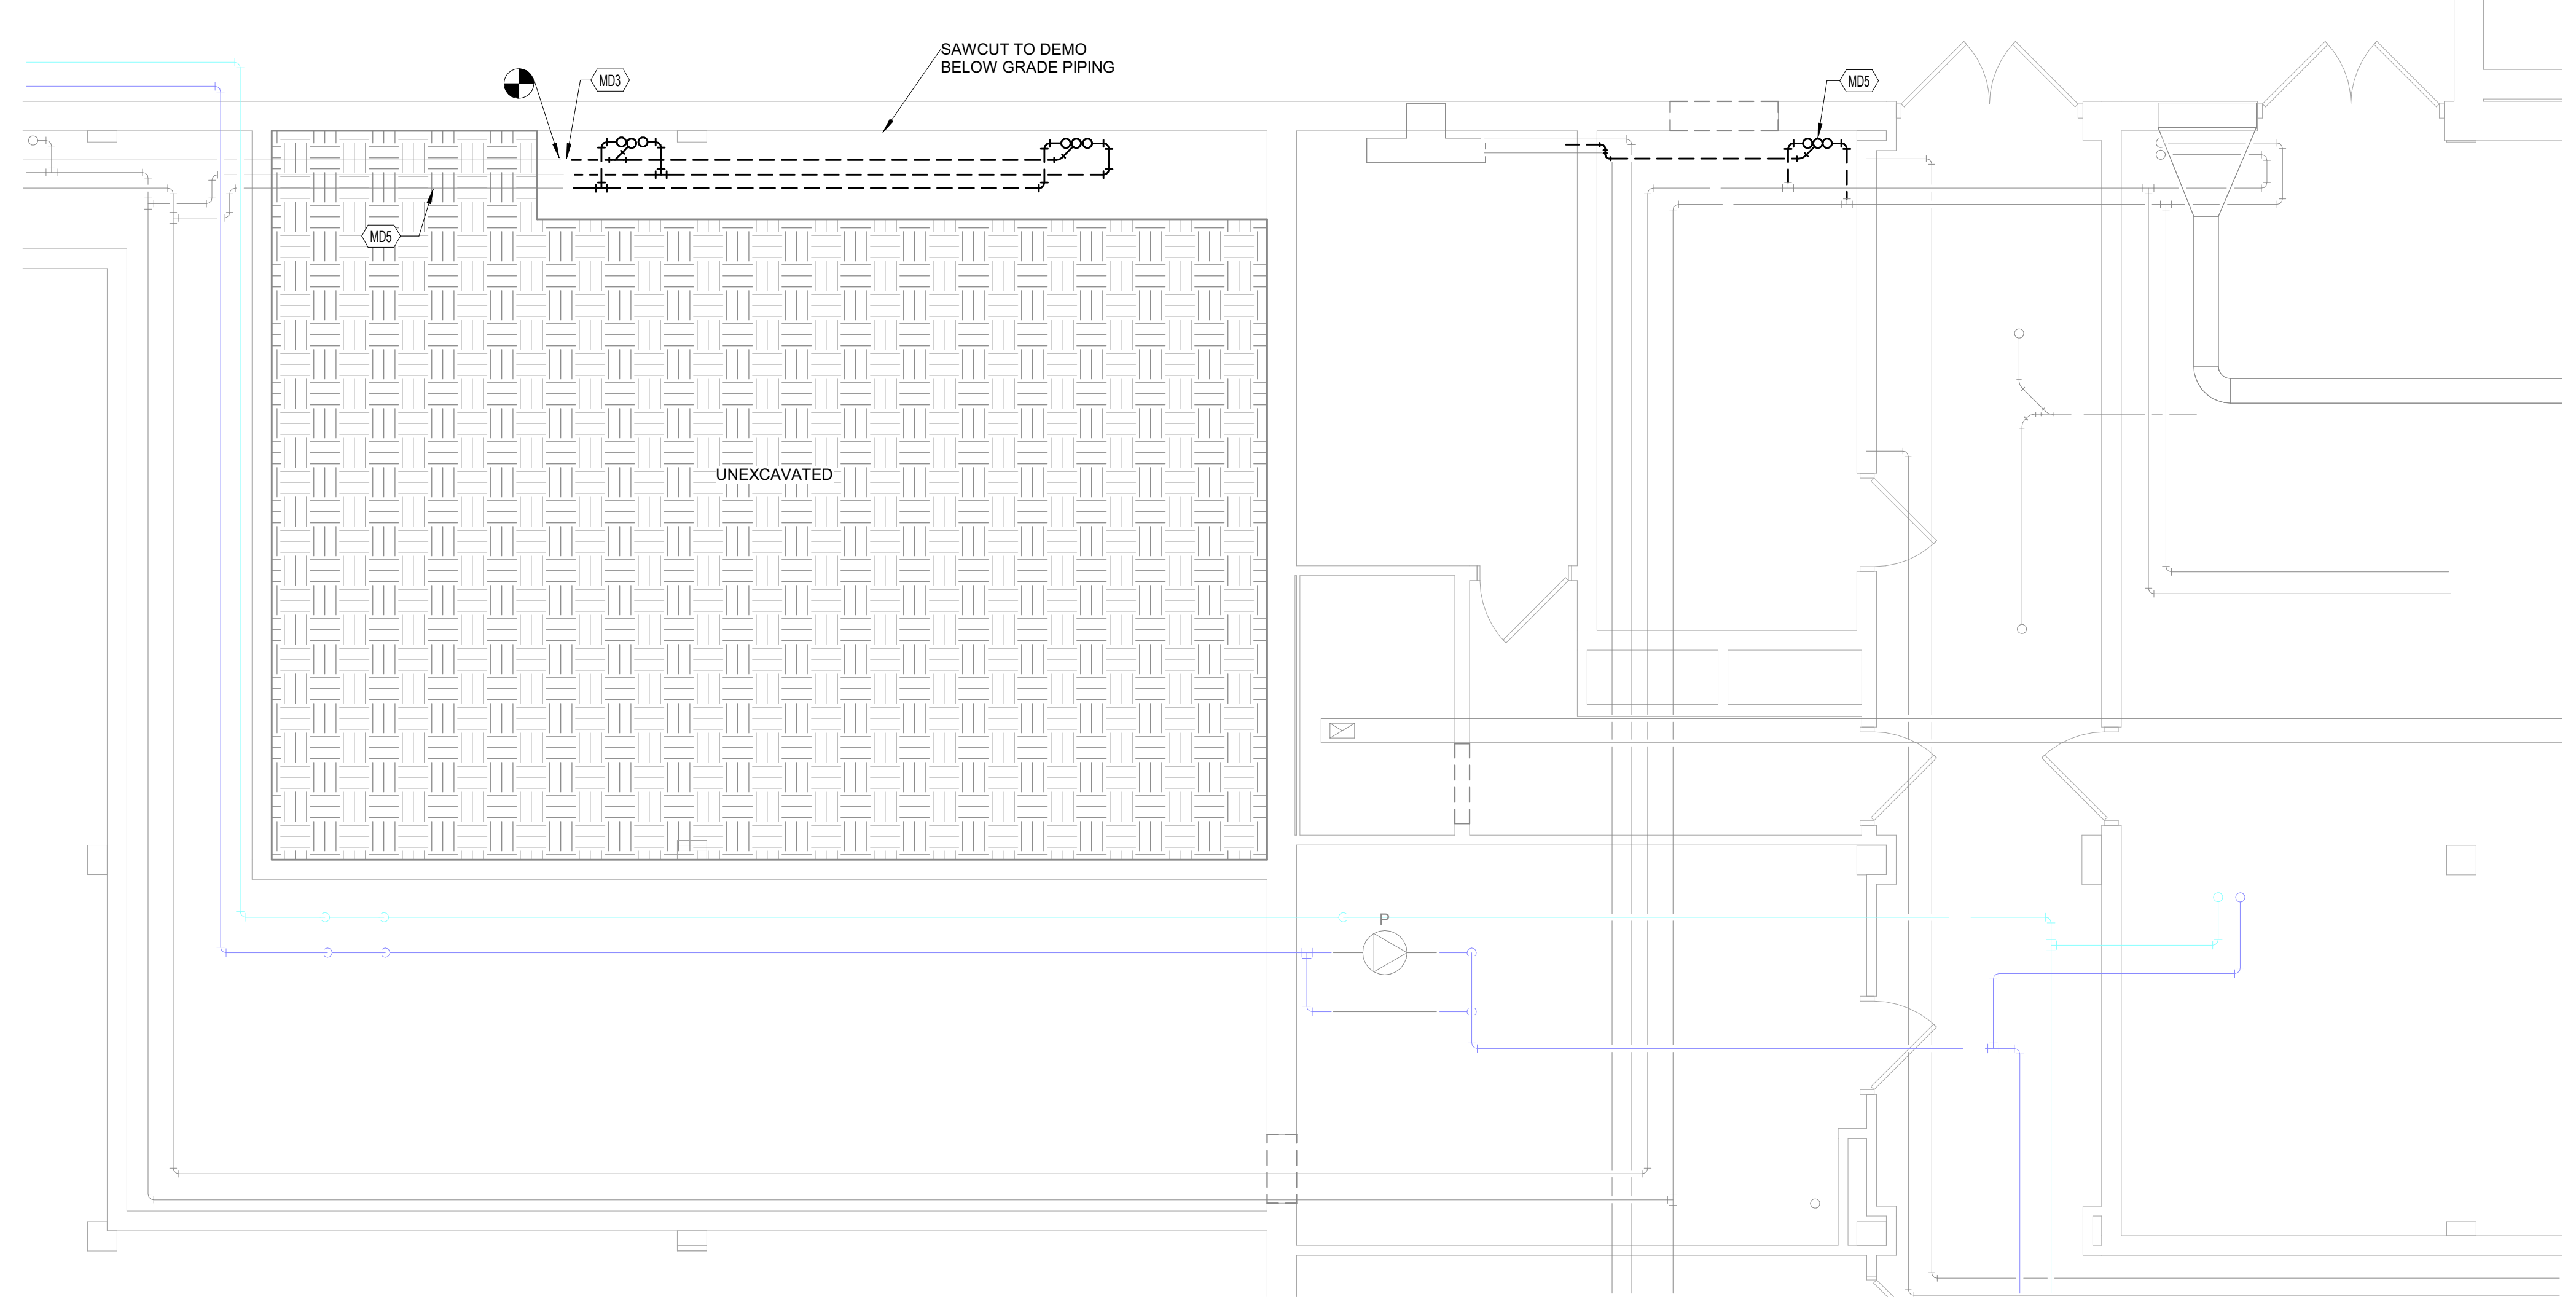 SAWCUT TO DEMO
BELOW GRADE PIPING
MD3
MD5
MD5
UNEXCAVATED
P